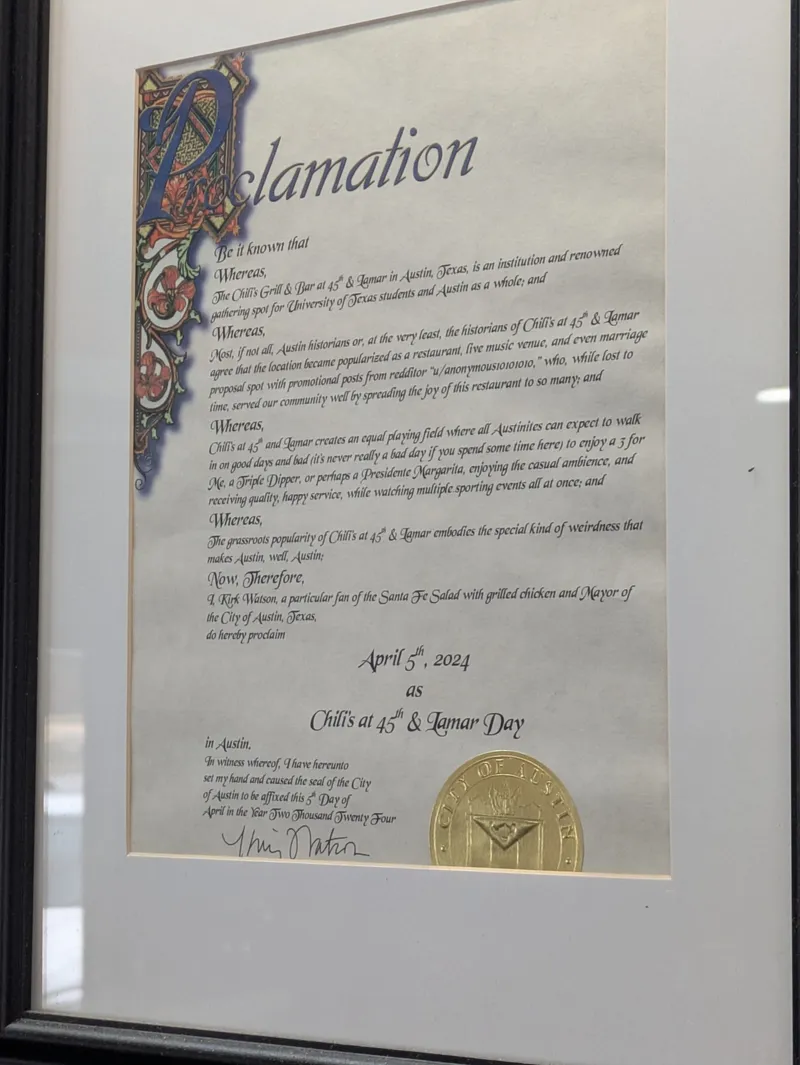 Proclamation
Be it known that
Whereas,
The Chili's Grill & Bar at 45th & Lamar in Austin, Texas, is an institution and renowned
gathering spot for University of Texas students and Austin as a whole; and
Whereas,
Most, if not all, Austin historians or, at the very least, the historians of Chili's at 45th & Lamar
agree that the location became popularized as a restaurant, live music venue, and even marriage
proposal spot with promotional posts from redditor "u/anonymous10101010," who, while lost to
time, served our community well by spreading the joy of this restaurant to so many; and
Whereas,
Chili's at 45th and Lamar creates an equal playing field where all Austinites can expect to walk
in on good days and bad (it's never really a bad day if you spend some time here) to enjoy a 3 for
Me, a Triple Dipper, or perhaps a Presidente Margarita, enjoying the casual ambience, and
receiving quality, happy service, while watching multiple sporting events all at once; and
Whereas,
The grassroots popularity of Chili's at 45th & Lamar embodies the special kind of weirdness that
makes Austin, well, Austin;
Now, Therefore,
I, Kirk Watson, a particular fan of the Santa Fe Salad with grilled chicken and Mayor of
the City of Austin, Texas,
do hereby proclaim
April 5th, 2024
as
Chili's at 45th & Lamar Day
in Austin.
In witness whereof, I have hereunto
set my hand and caused the seal of the City
of Austin to be affixed this 5th Day of
April in the Year Two Thousand Twenty Four
CITY OF AUSTIN